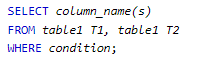 SELECT column_name(s)
FROM table1 T1, table1 T2
WHERE condition;